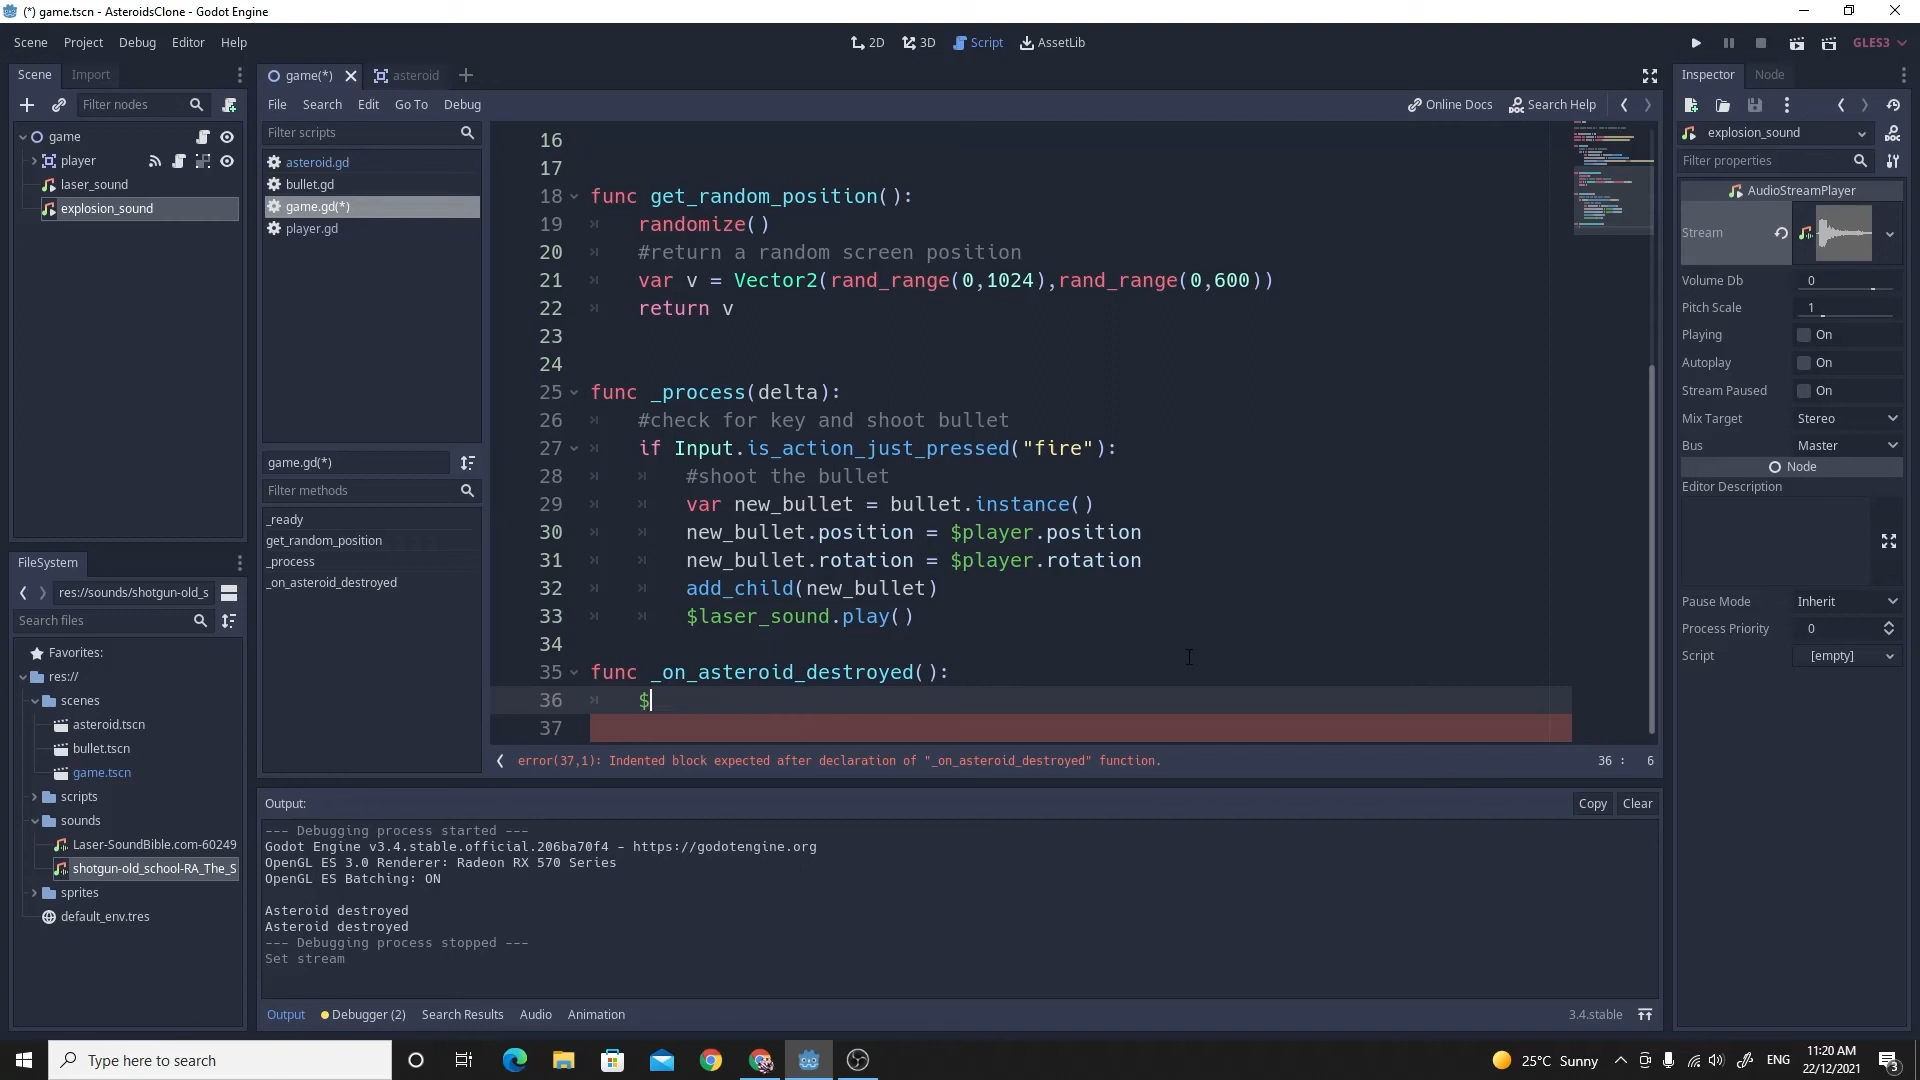 (*) game.tscn - AsteroidsClone - Godot Engine
Scene Project Debug Editor Help
2D 3D Script AssetLib
GLES3
Scene Import
Filter nodes
game
player
laser_sound
explosion_sound
FileSystem
res://sounds/shotgun-old_s
Search files
Favorites:
res://
scenes
asteroid.tscn
bullet.tscn
game.tscn
scripts
sounds
Laser-SoundBible.com-60249
shotgun-old_school-RA_The_S
sprites
default_env.tres
game(*) asteroid
File Search Edit Go To Debug
Online Docs Search Help
Filter scripts
asteroid.gd
bullet.gd
game.gd(*)
player.gd
game.gd(*)
Filter methods
_ready
get_random_position
_process
_on_asteroid_destroyed
16
17
18 func get_random_position():
19 randomize()
20 #return a random screen position
21 var v = Vector2(rand_range(0,1024),rand_range(0,600))
22 return v
23
24
25 func _process(delta):
26 #check for key and shoot bullet
27 if Input.is_action_just_pressed("fire"):
28 #shoot the bullet
29 var new_bullet = bullet.instance()
30 new_bullet.position = $player.position
31 new_bullet.rotation = $player.rotation
32 add_child(new_bullet)
33 $laser_sound.play()
34
35 func _on_asteroid_destroyed():
36 $
37
error(37,1): Indented block expected after declaration of "_on_asteroid_destroyed" function.
36 : 6
Output:
Copy Clear
--- Debugging process started ---
Godot Engine v3.4.stable.official.206ba70f4 - https://godotengine.org
OpenGL ES 3.0 Renderer: Radeon RX 570 Series
OpenGL ES Batching: ON
Asteroid destroyed
Asteroid destroyed
--- Debugging process stopped ---
Set stream
Output Debugger (2) Search Results Audio Animation
3.4.stable
Inspector Node
explosion_sound
Filter properties
AudioStreamPlayer
Stream
Volume Db 0
Pitch Scale 1
Playing On
Autoplay On
Stream Paused On
Mix Target Stereo
Bus Master
Node
Editor Description
Pause Mode Inherit
Process Priority 0
Script [empty]
Type here to search
25°C Sunny
ENG
11:20 AM
22/12/2021
3